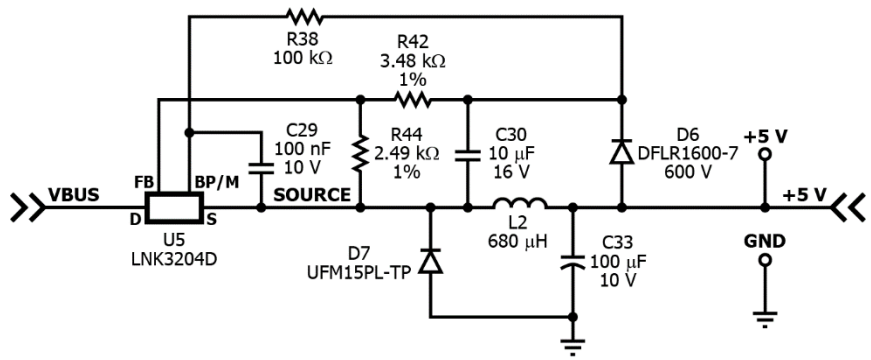 R38
100 kΩ
R42
3.48 kΩ
1%
C29
100 nF
10 V
R44
2.49 kΩ
1%
C30
10 μF
16 V
D6
DFLR1600-7
600 V
+5 V
VBUS
FB
BP/M
D
S
SOURCE
U5
LNK3204D
L2
680 μH
+5 V
D7
UFM15PL-TP
C33
100 μF
10 V
GND